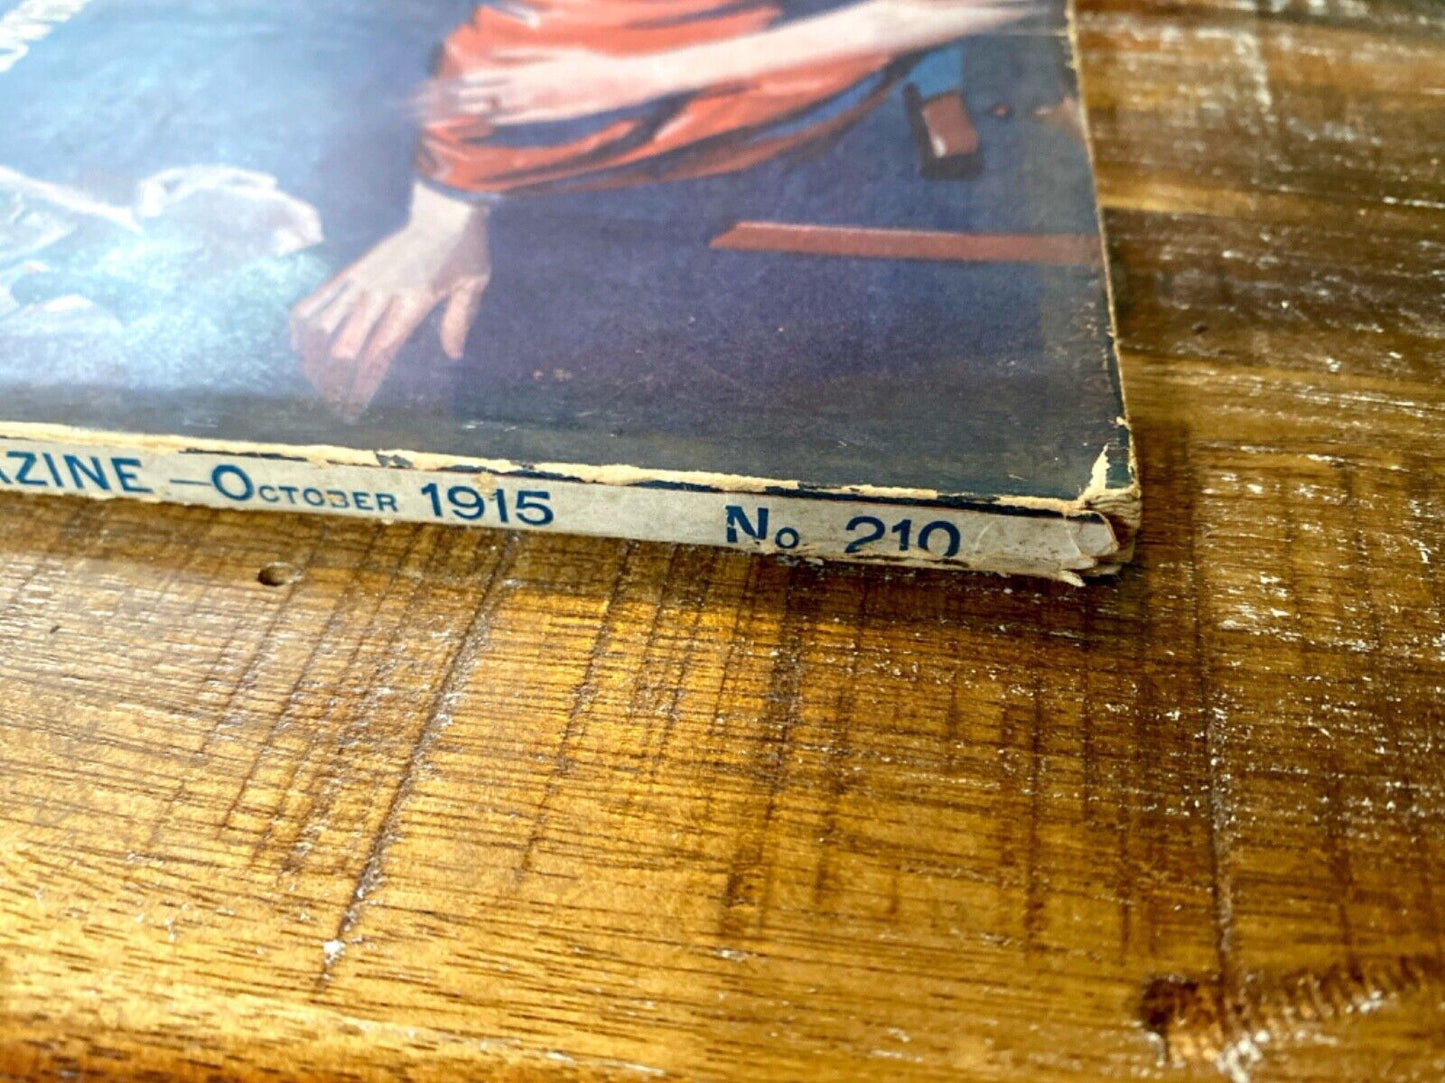 AZINE — OCTOBER 1915 No 210